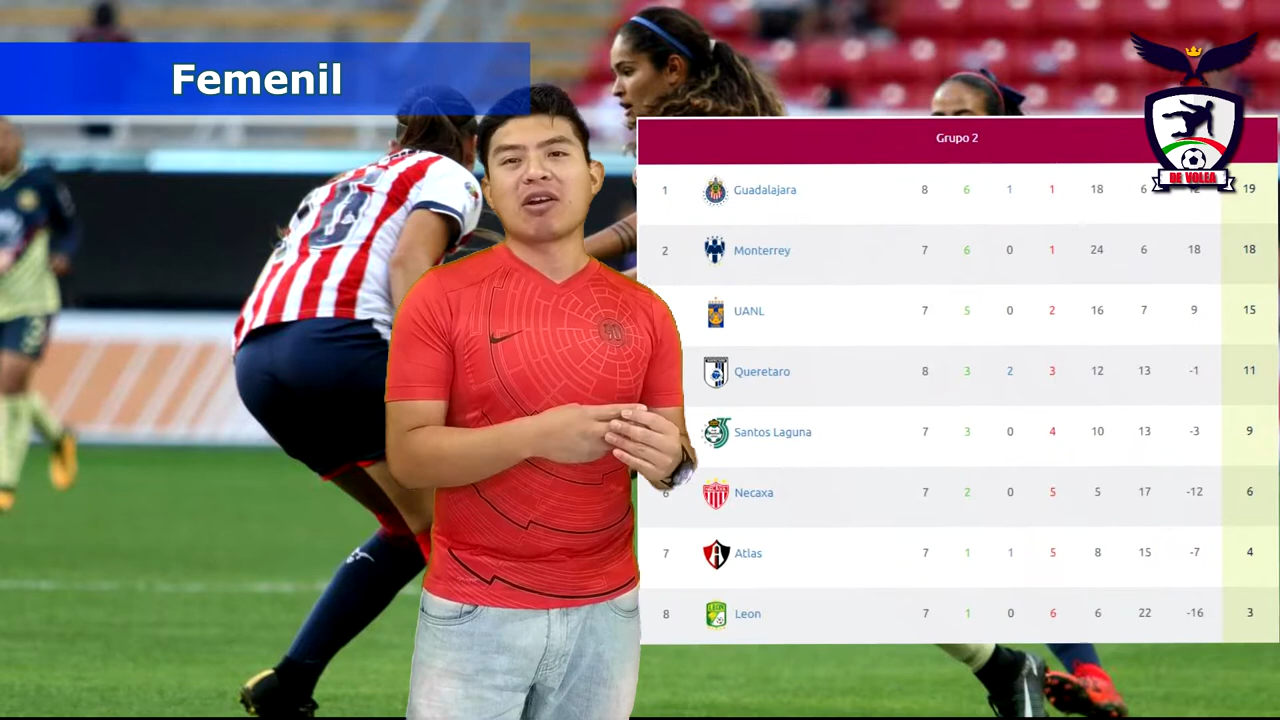 Femenil
DE VOLEA
Grupo 2
1 Guadalajara 8 6 1 1 18 6 12 19
2 Monterrey 7 6 0 1 24 6 18 18
UANL 7 5 0 2 16 7 9 15
Queretaro 8 3 2 3 12 13 -1 11
Santos Laguna 7 3 0 4 10 13 -3 9
6 Necaxa 7 2 0 5 5 17 -12 6
7 Atlas 7 1 1 5 8 15 -7 4
8 Leon 7 1 0 6 6 22 -16 3